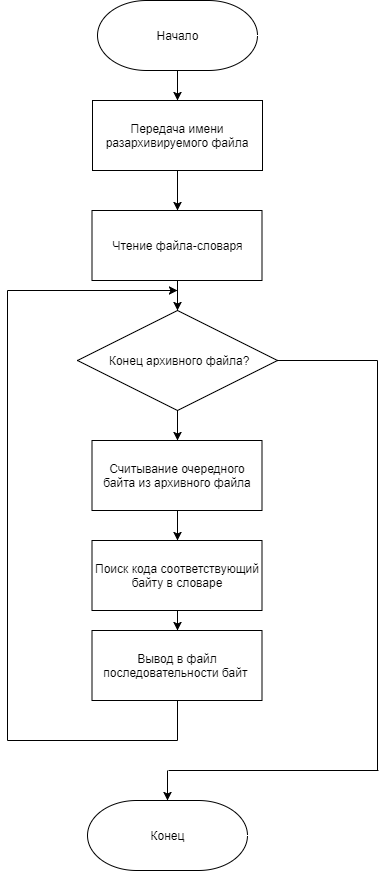 Начало
Передача имени
разархивируемого файла
Чтение файла-словаря
Конец архивного файла?
Считывание очередного
байта из архивного файла
Поиск кода соответствующий
байту в словаре
Вывод в файл
последовательности байт
Конец